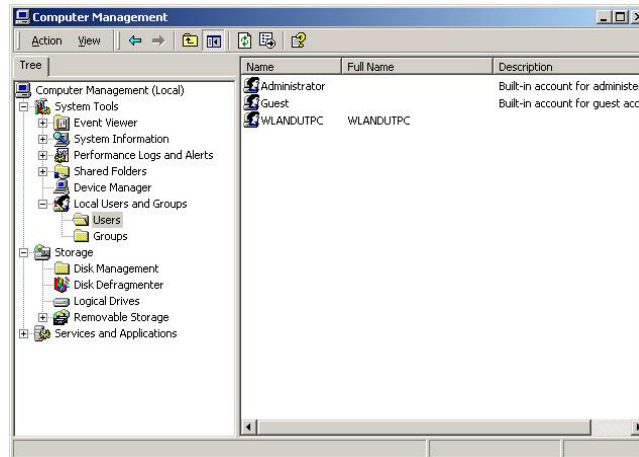 Computer Management
Action View
Tree
Name Full Name Description
Computer Management (Local)
System Tools
Event Viewer
System Information
Performance Logs and Alerts
Shared Folders
Device Manager
Local Users and Groups
Users
Groups
Storage
Disk Management
Disk Defragmenter
Logical Drives
Removable Storage
Services and Applications
Administrator Built-in account for administe
Guest Built-in account for guest acc
WLANDUTPC WLANDUTPC